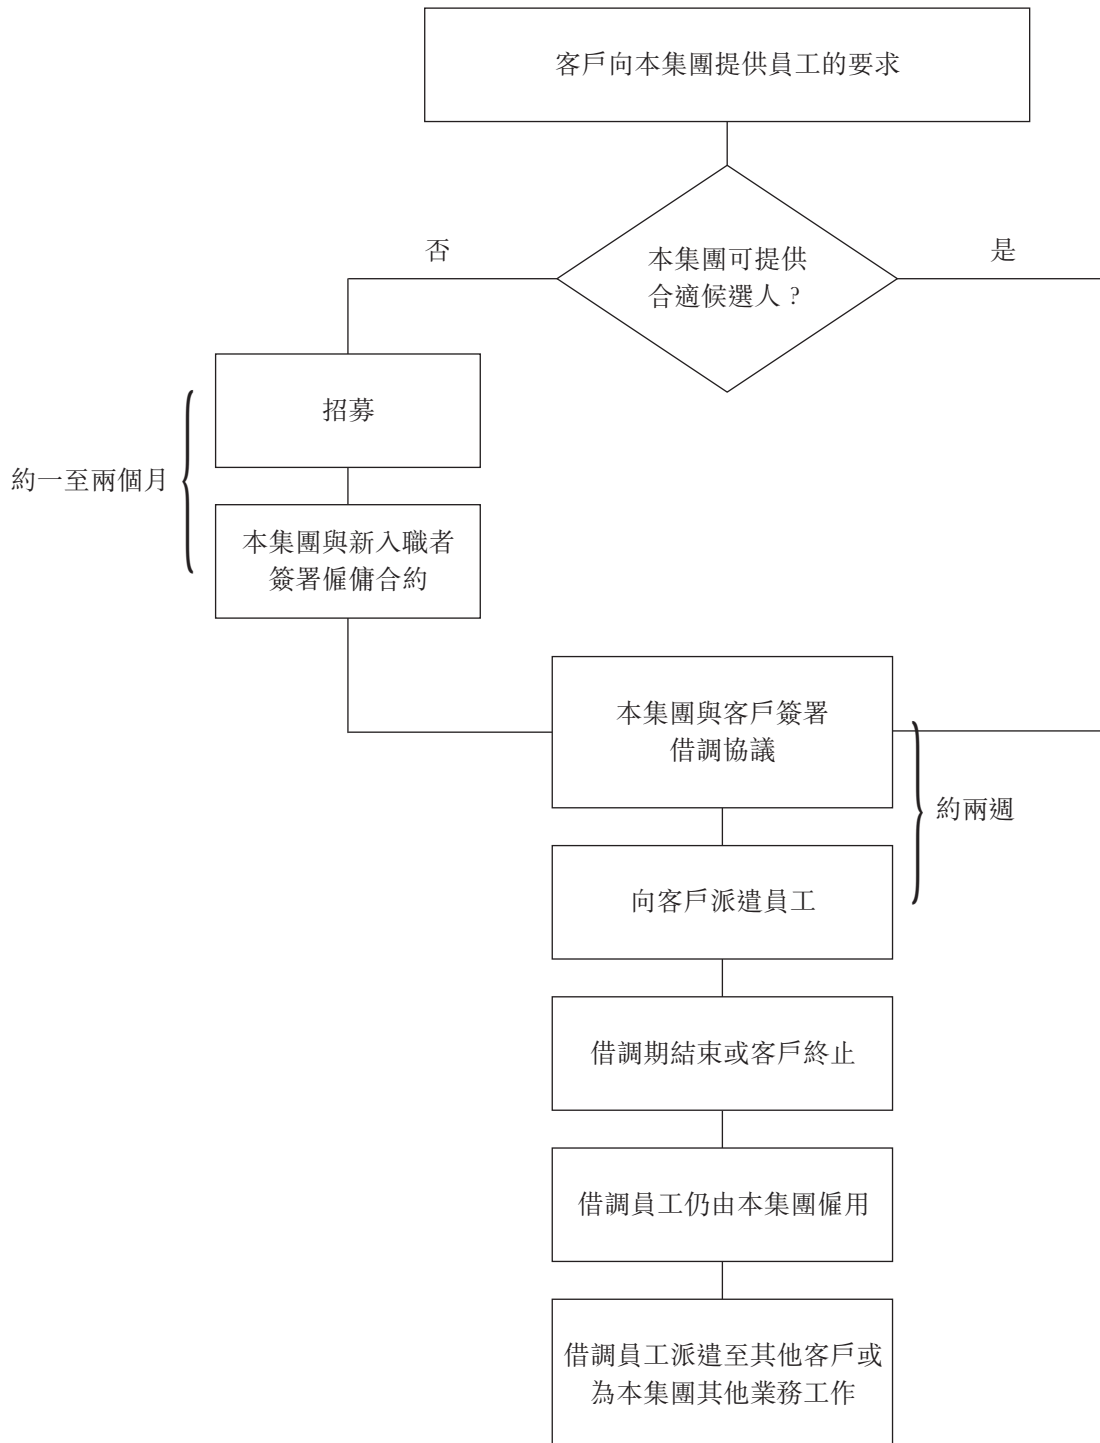 客戶向本集團提供員工的要求
否
本集團可提供
合適候選人？
是
招募
約一至兩個月
本集團與新入職者
簽署僱傭合約
本集團與客戶簽署
借調協議
約兩週
向客戶派遣員工
借調期結束或客戶終止
借調員工仍由本集團僱用
借調員工派遣至其他客戶或
為本集團其他業務工作